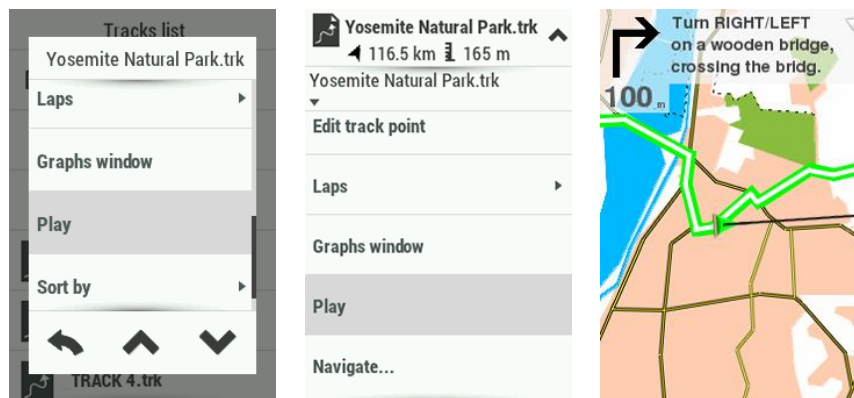 Tracks list
Yosemite Natural Park.trk
Laps
Graphs window
Play
Sort by
TRACK 4.trk
Yosemite Natural Park.trk
116.5 km 165 m
Yosemite Natural Park.trk
Edit track point
Laps
Graphs window
Play
Navigate...
Turn RIGHT/LEFT
on a wooden bridge,
crossing the bridg.
100 m